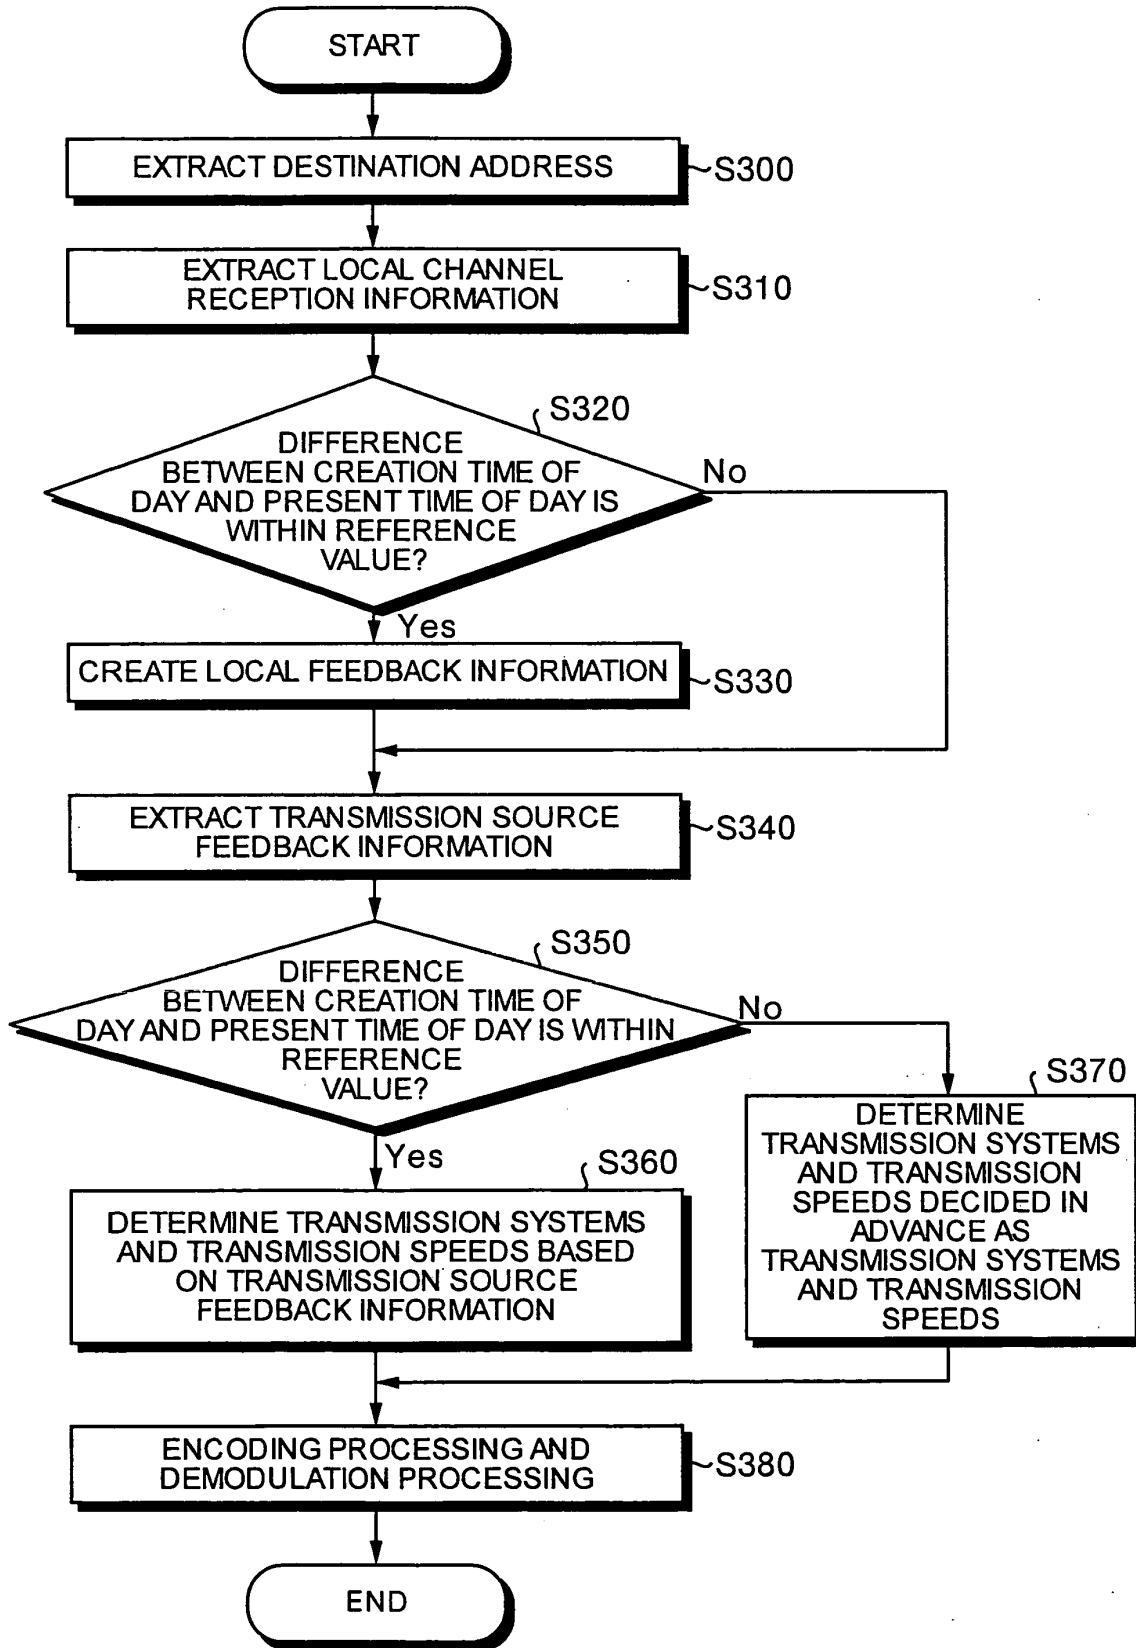 START
EXTRACT DESTINATION ADDRESS
S300
EXTRACT LOCAL CHANNEL
RECEPTION INFORMATION
S310
S320
DIFFERENCE
BETWEEN CREATION TIME OF
DAY AND PRESENT TIME OF DAY IS
WITHIN REFERENCE
VALUE?
No
Yes
CREATE LOCAL FEEDBACK INFORMATION
S330
EXTRACT TRANSMISSION SOURCE
FEEDBACK INFORMATION
S340
S350
DIFFERENCE
BETWEEN CREATION TIME OF
DAY AND PRESENT TIME OF DAY IS WITHIN
REFERENCE
VALUE?
No
Yes
S360
DETERMINE TRANSMISSION SYSTEMS
AND TRANSMISSION SPEEDS BASED
ON TRANSMISSION SOURCE
FEEDBACK INFORMATION
S370
DETERMINE
TRANSMISSION SYSTEMS
AND TRANSMISSION
SPEEDS DECIDED IN
ADVANCE AS
TRANSMISSION SYSTEMS
AND TRANSMISSION
SPEEDS
ENCODING PROCESSING AND
DEMODULATION PROCESSING
S380
END